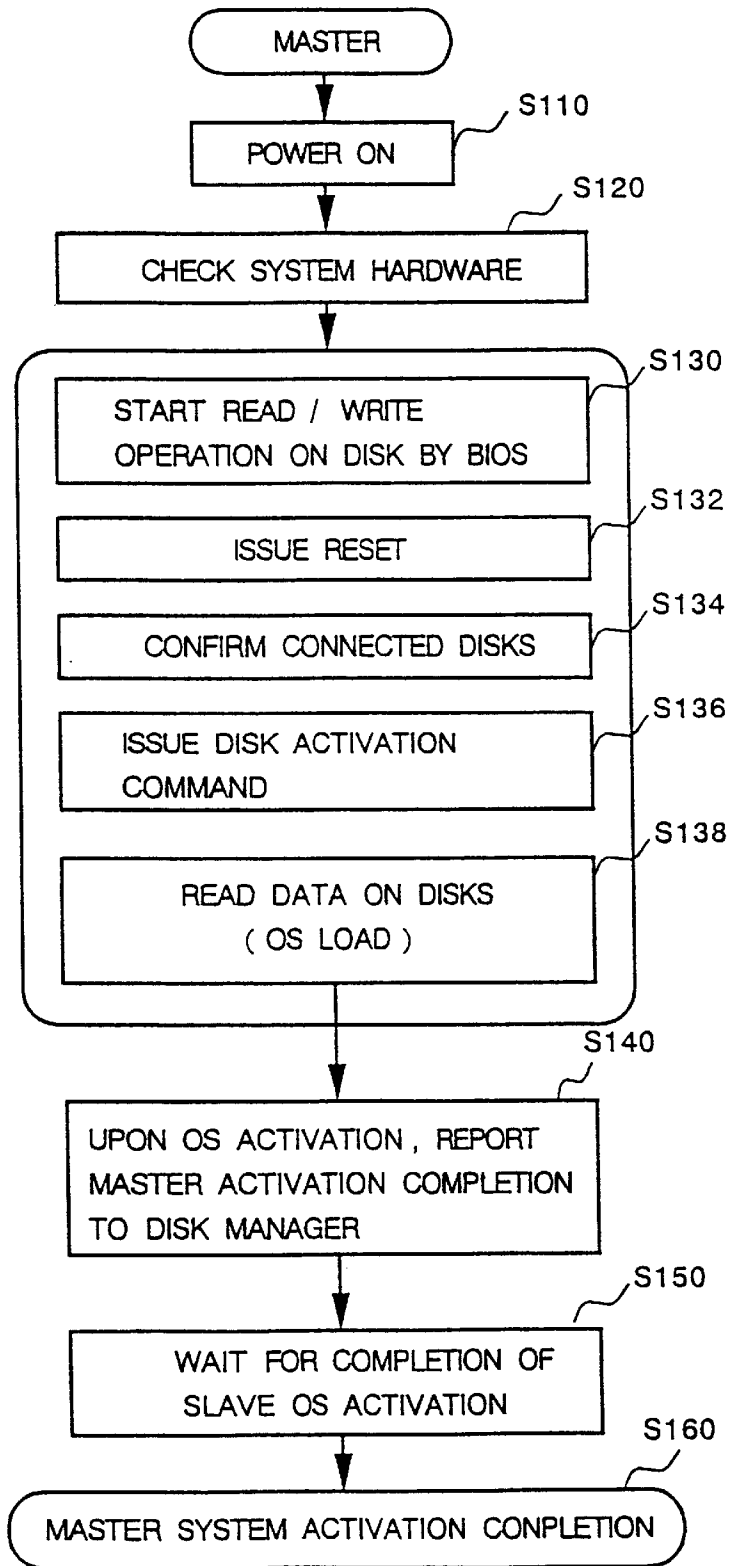 MASTER
S110
POWER ON
S120
CHECK SYSTEM HARDWARE
S130
START READ / WRITE
OPERATION ON DISK BY BIOS
S132
ISSUE RESET
S134
CONFIRM CONNECTED DISKS
S136
ISSUE DISK ACTIVATION
COMMAND
S138
READ DATA ON DISKS
( OS LOAD )
S140
UPON OS ACTIVATION , REPORT
MASTER ACTIVATION COMPLETION
TO DISK MANAGER
S150
WAIT FOR COMPLETION OF
SLAVE OS ACTIVATION
S160
MASTER SYSTEM ACTIVATION CONPLETION